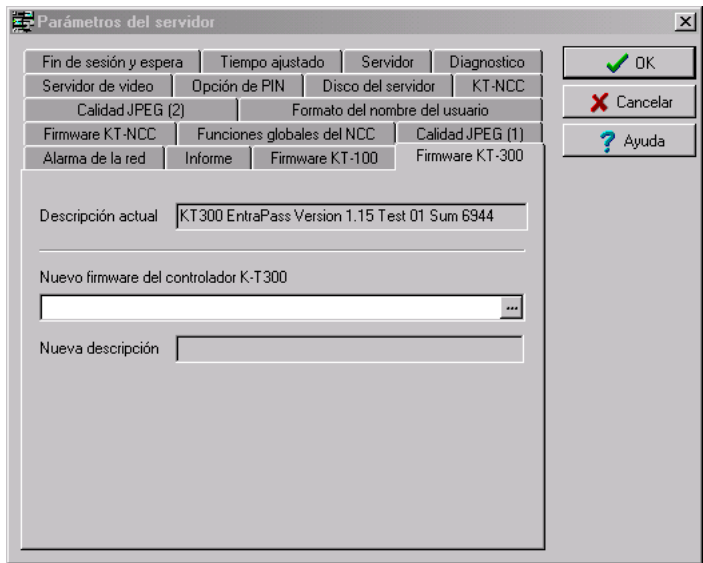 Parámetros del servidor
Fin de sesión y espera
Tiempo ajustado
Servidor
Diagnostico
Servidor de video
Opción de PIN
Disco del servidor
KT-NCC
Calidad JPEG (2)
Formato del nombre del usuario
Firmware KT-NCC
Funciones globales del NCC
Calidad JPEG (1)
Alarma de la red
Informe
Firmware KT-100
Firmware KT-300
OK
Cancelar
Ayuda
Descripción actual
KT300 EntraPass Version 1.15 Test 01 Sum 6944
Nuevo firmware del controlador K-T300
...
Nueva descripción